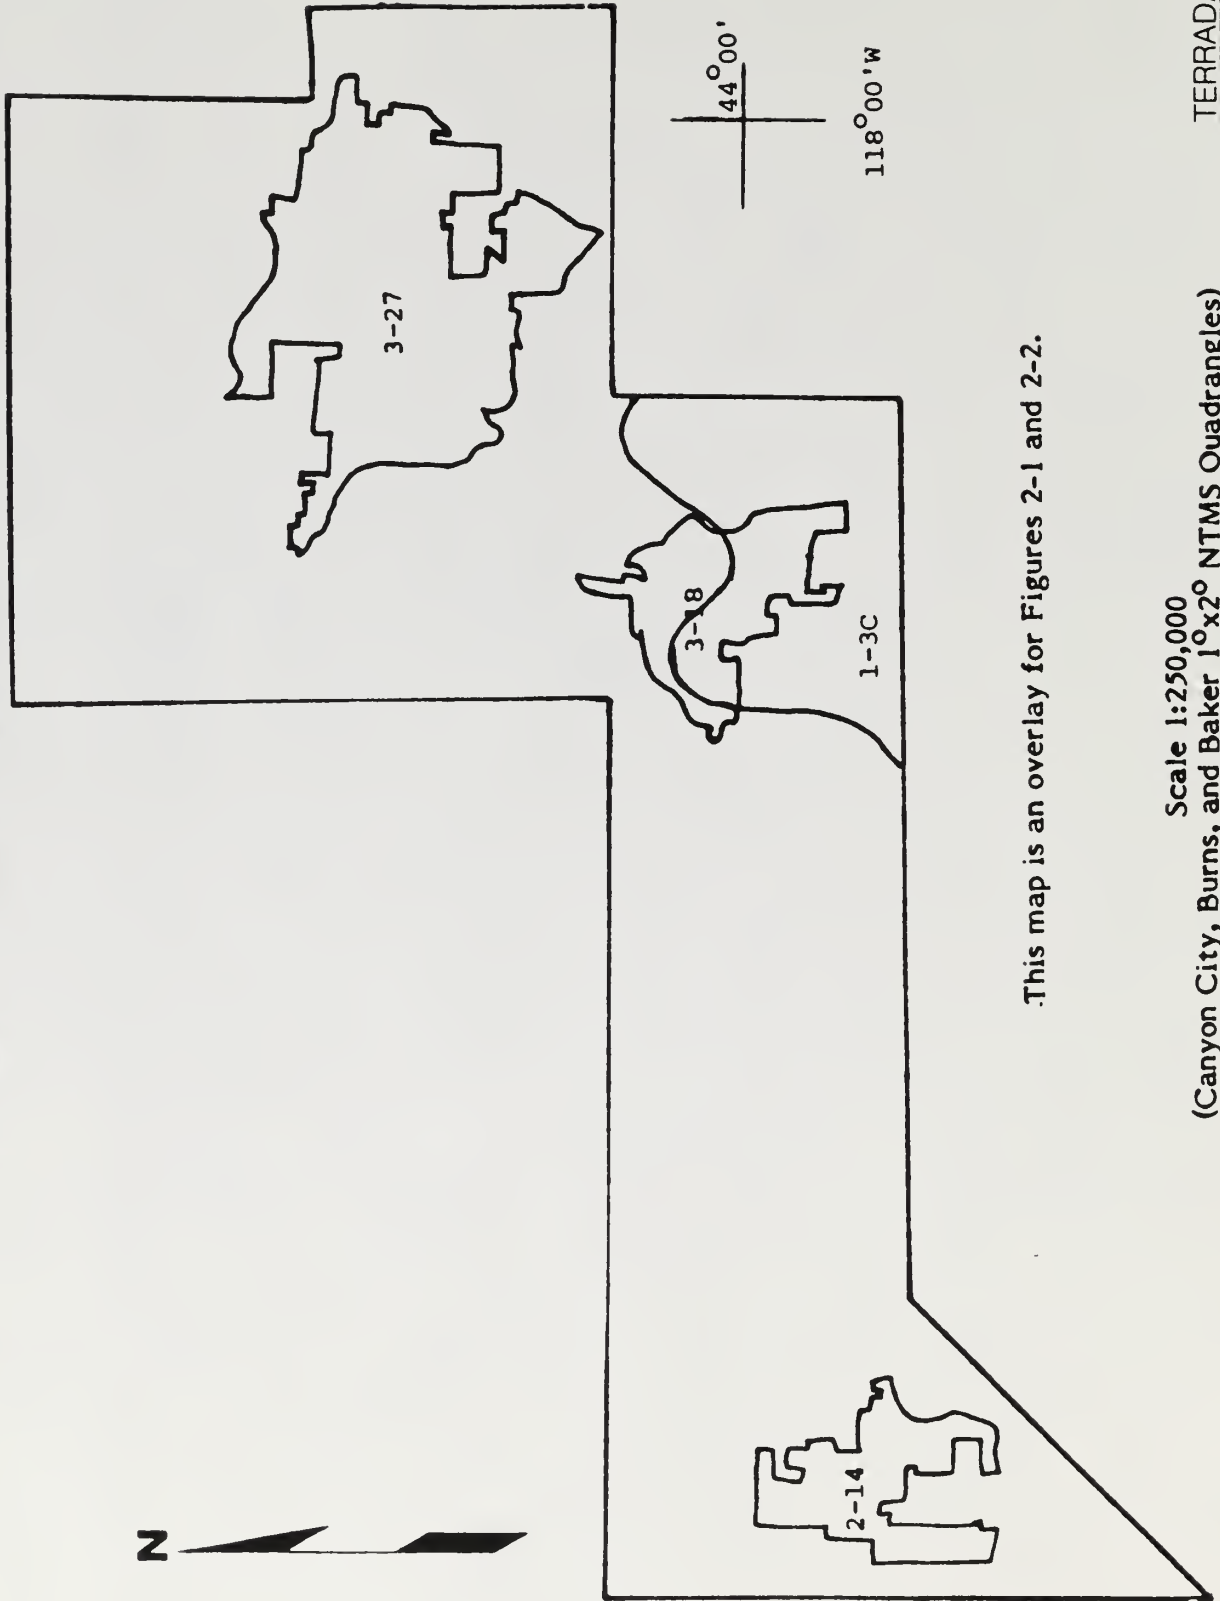 N
3-27
3-18
1-3C
2-14
44°00'
118°00'W
.This map is an overlay for Figures 2-1 and 2-2.
Scale 1:250,000
(Canyon City, Burns, and Baker 1°x2° NTMS Quadrangles)